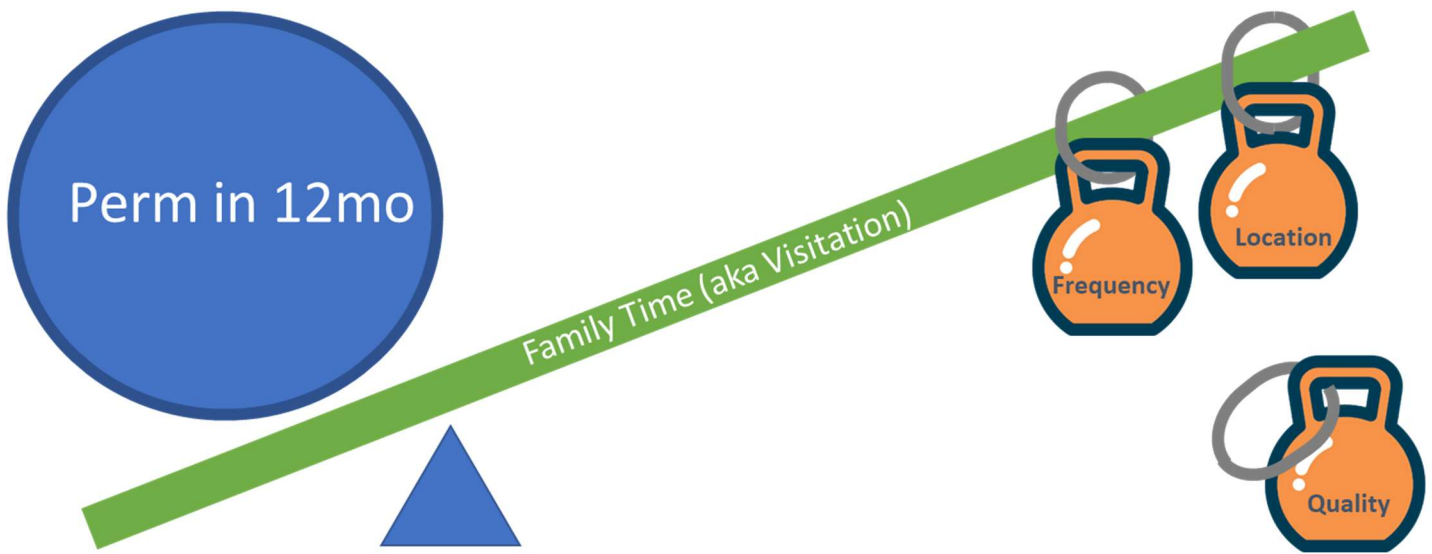 Perm in 12mo
Family Time (aka Visitation)
Frequency
Location
Quality